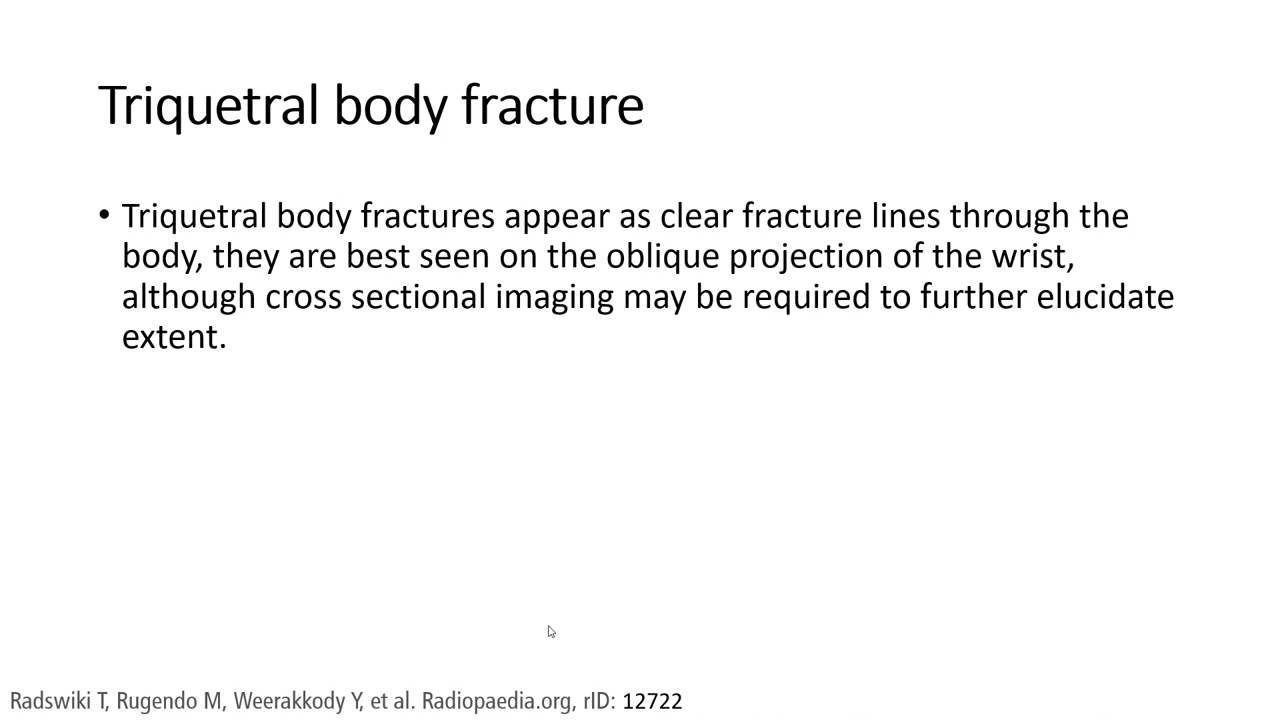 Triquetral body fracture
• Triquetral body fractures appear as clear fracture lines through the
body, they are best seen on the oblique projection of the wrist,
although cross sectional imaging may be required to further elucidate
extent.
Radswiki T, Rugendo M, Weerakkody Y, et al. Radiopaedia.org, rID: 12722